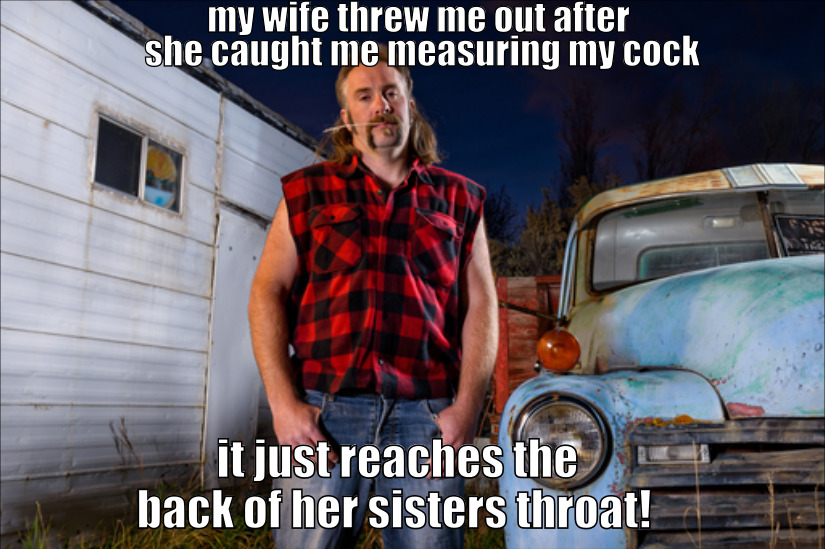 my wife threw me out after
she caught me measuring my cock
it just reaches the
back of her sisters throat!